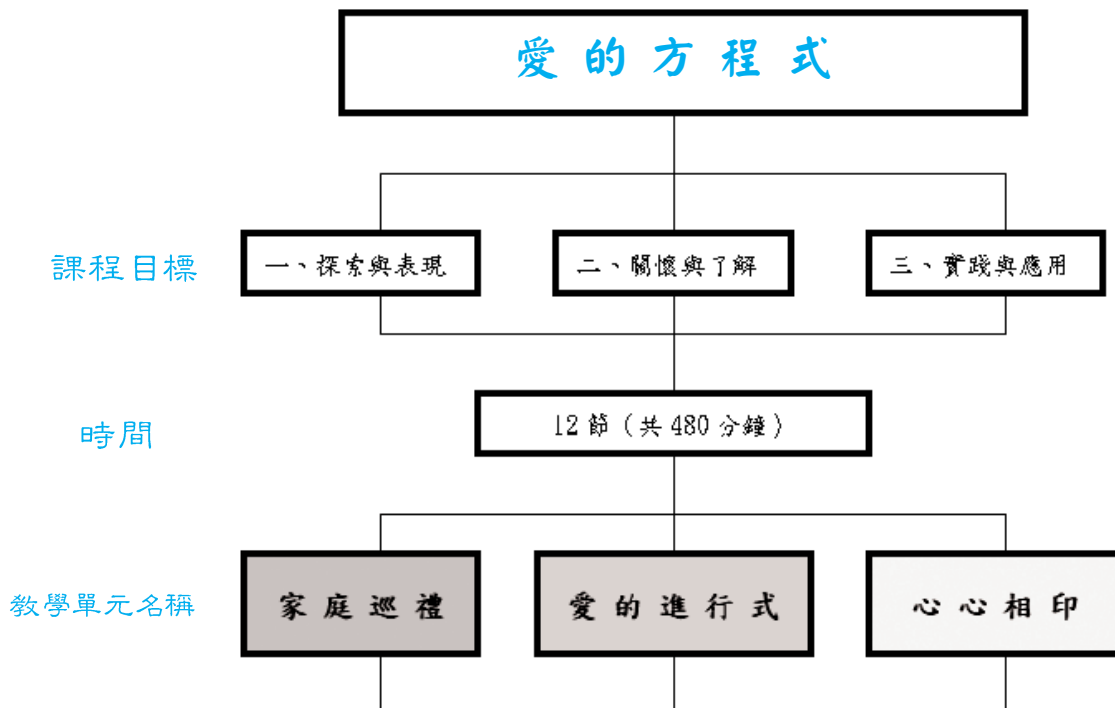 愛的方程式
課程目標
一、探索與表現
二、關懷與了解
三、實踐與應用
時間
12節（共480分鐘）
教學單元名稱
家庭巡禮
愛的進行式
心心相印